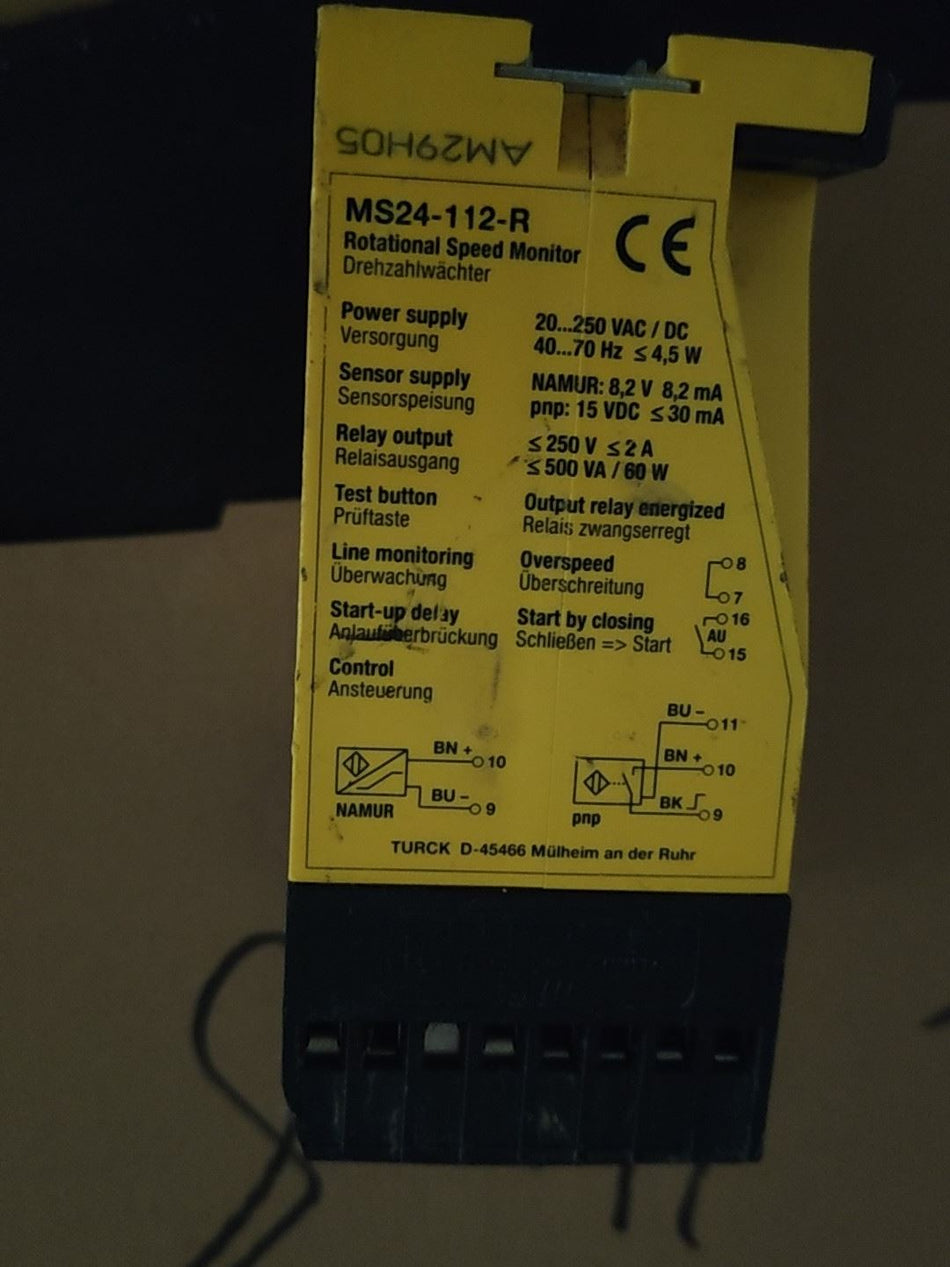 AM29H05
MS24-112-R
Rotational Speed Monitor
Drehzahlwächter
CE
Power supply 20...250 VAC / DC
Versorgung 40...70 Hz ≤ 4,5 W
Sensor supply NAMUR: 8,2 V 8,2 mA
Sensorspeisung pnp: 15 VDC ≤ 30 mA
Relay output ≤ 250 V ≤ 2 A
Relaisausgang ≤ 500 VA / 60 W
Test button Output relay energized
Prüftaste Relais zwangserregt
Line monitoring Overspeed
Überwachung Überschreitung
8
7
Start-up delay Start by closing
Anlaufüberbrückung Schließen => Start
16
AU
15
Control
Ansteuerung
BN + 10
BU – 9
NAMUR
BU – 11
BN + 10
BK 9
pnp
TURCK D-45466 Mülheim an der Ruhr